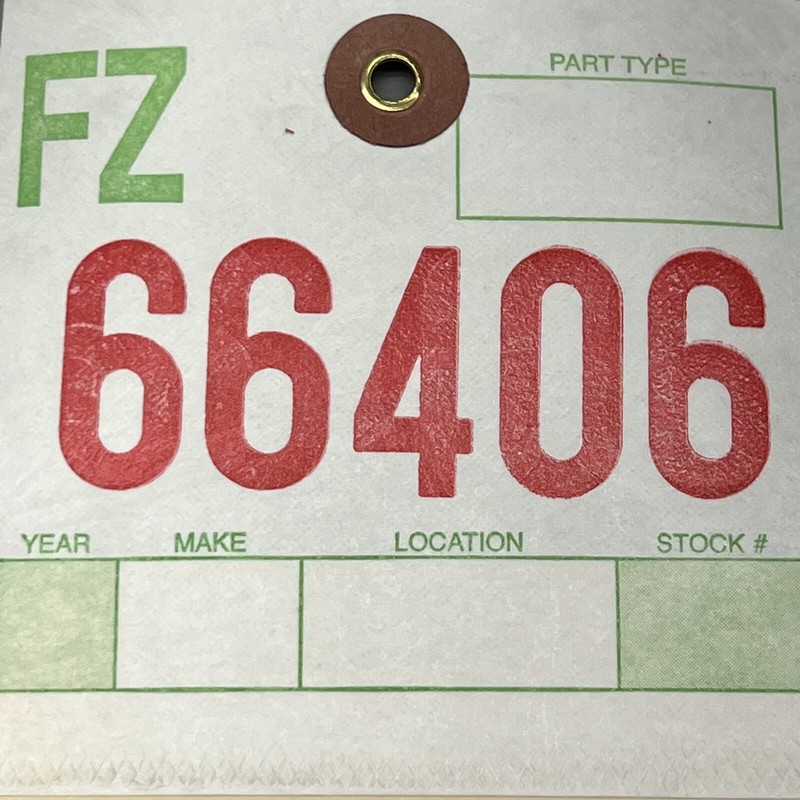 FZ
PART TYPE
66406
YEAR MAKE LOCATION STOCK #